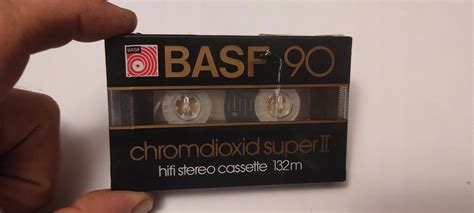 BASF
BASF 90
chromdioxid super II
hifi stereo cassette 132m